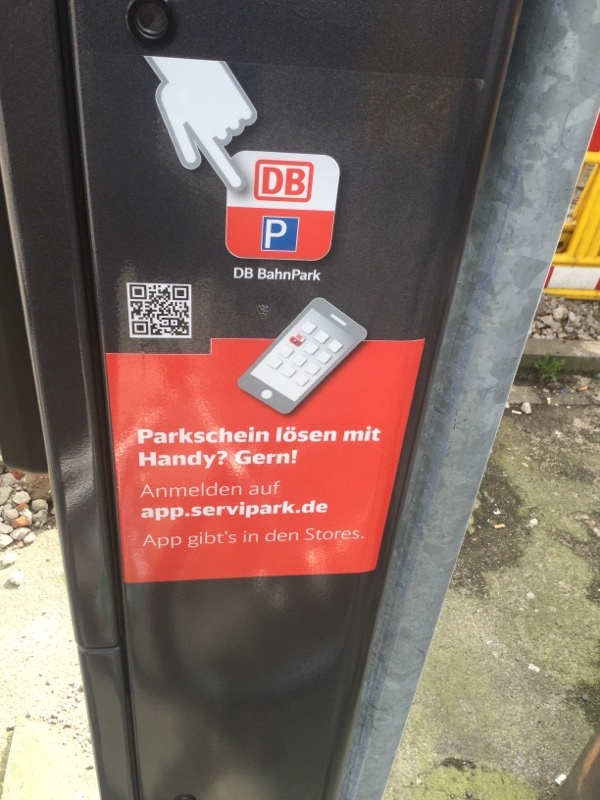 DB
P
DB BahnPark
Parkschein lösen mit
Handy? Gern!
Anmelden auf
app.servipark.de
App gibt's in den Stores.